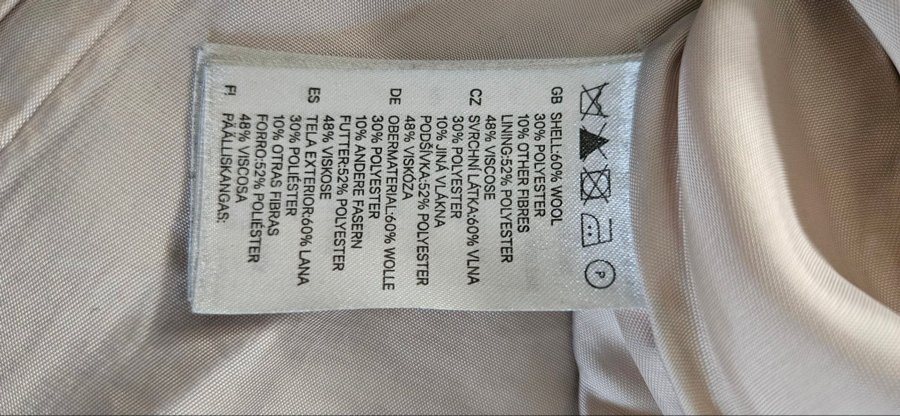 P
GB SHELL:60% WOOL
30% POLYESTER
10% OTHER FIBRES
LINING:52% POLYESTER
48% VISCOSE
CZ SVRCHNÍ LÁTKA:60% VLNA
30% POLYESTER
10% JINÁ VLÁKNA
PODŠÍVKA:52% POLYESTER
48% VISKÓZA
DE OBERMATERIAL:60% WOLLE
30% POLYESTER
10% ANDERE FASERN
FUTTER:52% POLYESTER
48% VISKOSE
ES TELA EXTERIOR:60% LANA
30% POLIÉSTER
10% OTRAS FIBRAS
FORRO:52% POLIÉSTER
48% VISCOSA
FI PÄÄLLISKANGAS: